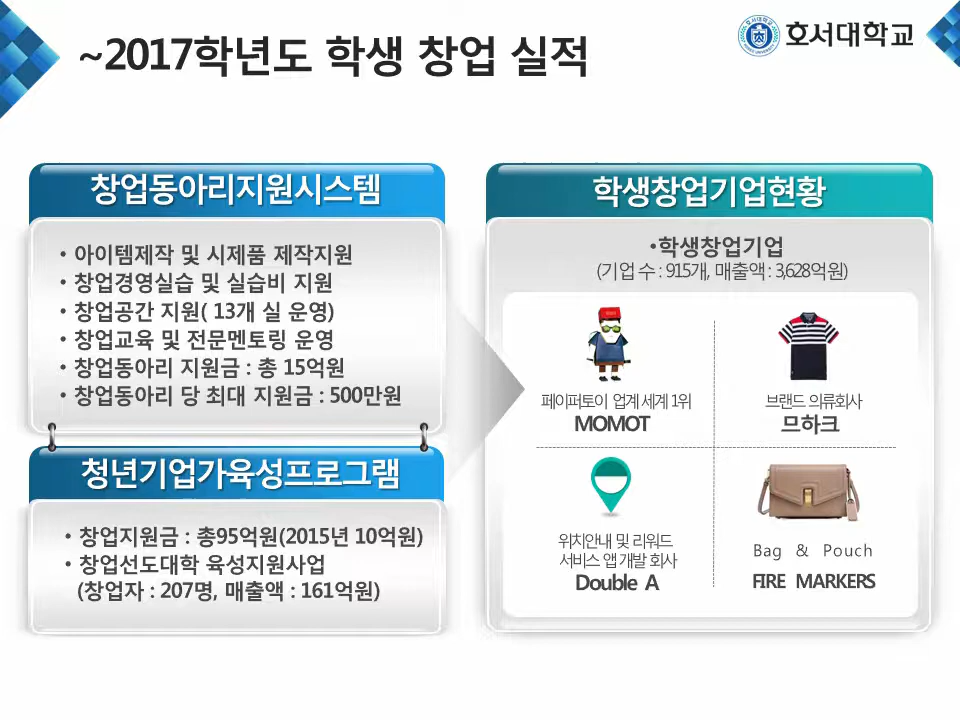 ~2017학년도 학생 창업 실적
호서대학교
창업동아리지원시스템
• 아이템제작 및 시제품 제작지원
• 창업경영실습 및 실습비 지원
• 창업공간 지원( 13개 실 운영)
• 창업교육 및 전문멘토링 운영
• 창업동아리 지원금 : 총 15억원
• 창업동아리 당 최대 지원금 : 500만원
청년기업가육성프로그램
• 창업지원금 : 총95억원(2015년 10억원)
• 창업선도대학 육성지원사업
(창업자 : 207명, 매출액 : 161억원)
학생창업기업현황
•학생창업기업
(기업 수 : 915개, 매출액 : 3,628억원)
페이퍼토이 업계 세계 1위
MOMOT
브랜드 의류회사
므하크
위치안내 및 리워드
서비스 앱 개발 회사
Double A
Bag & Pouch
FIRE MARKERS